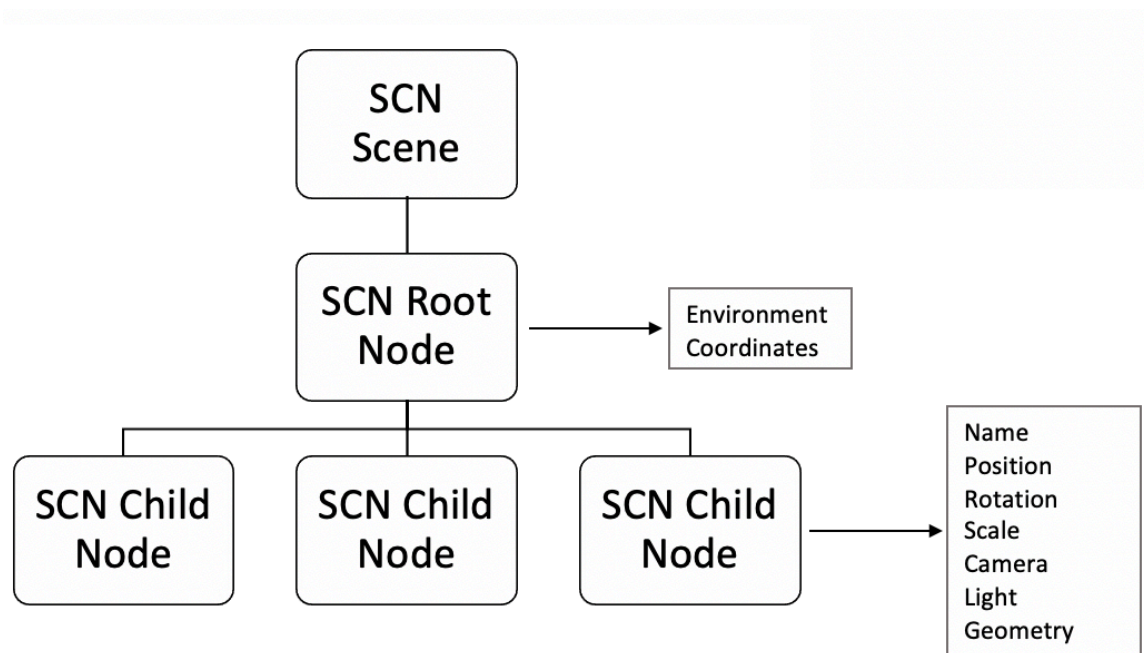 SCN
Scene
SCN Root
Node
Environment
Coordinates
SCN Child
Node
SCN Child
Node
SCN Child
Node
Name
Position
Rotation
Scale
Camera
Light
Geometry